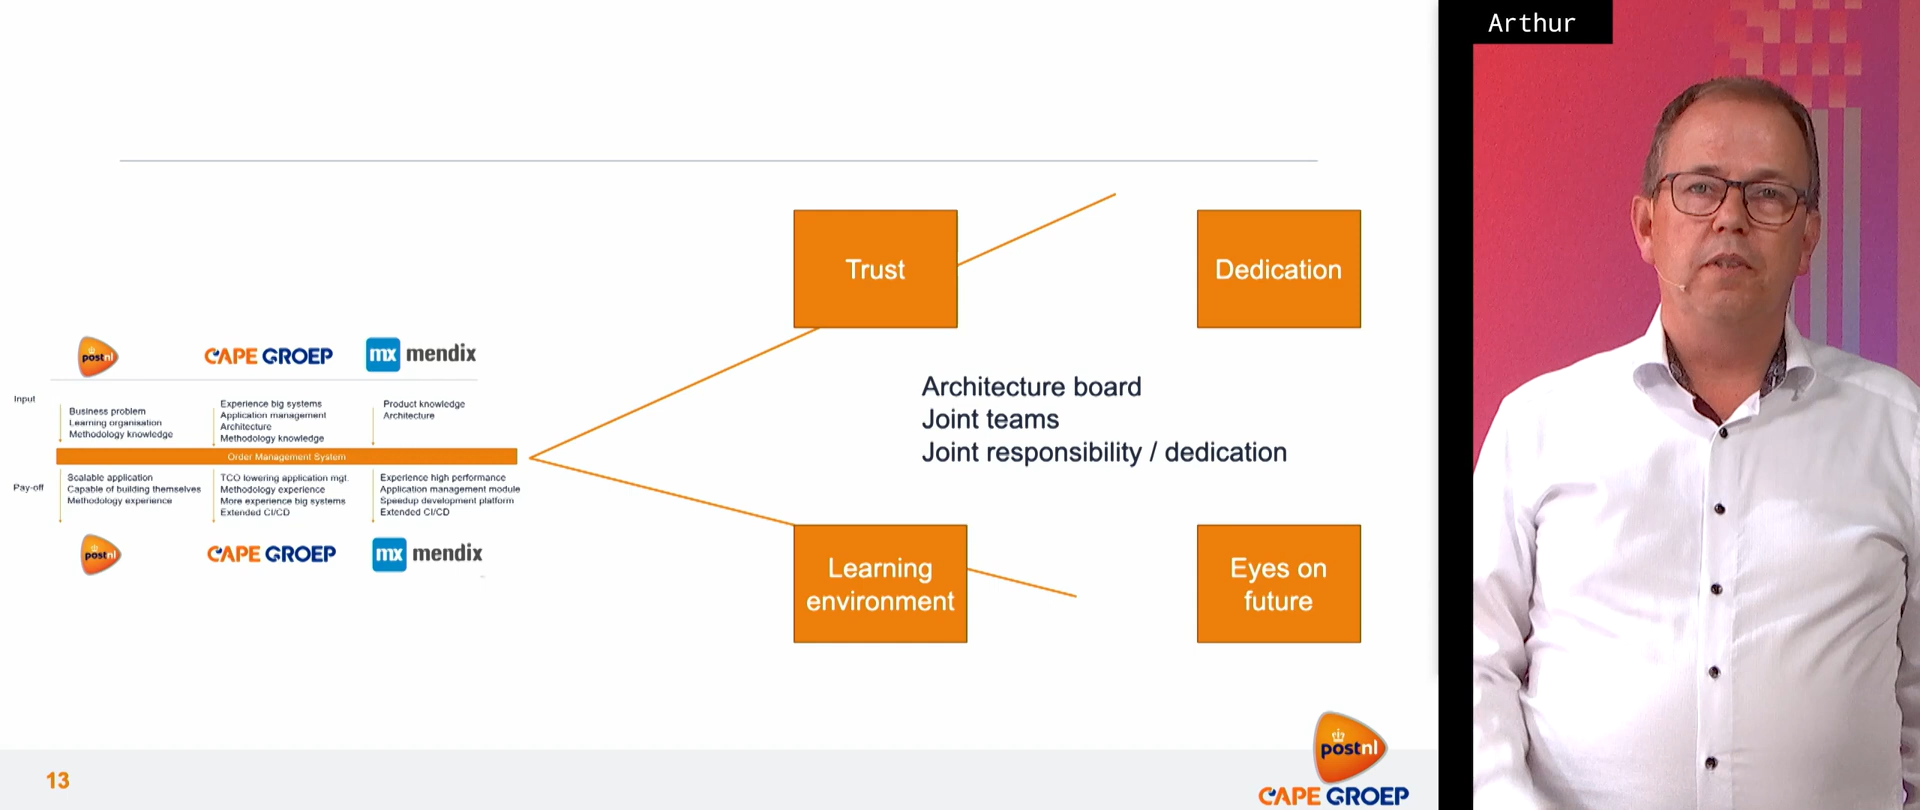 Arthur
Trust
Dedication
Architecture board
Joint teams
Joint responsibility / dedication
Learning
environment
Eyes on
future
postnl
CAPE GROEP
mx mendix
Input
Business problem
Learning organisation
Methodology knowledge
Experience big systems
Application management
Architecture
Methodology knowledge
Product knowledge
Architecture
Order Management System
Pay-off
Scalable application
Capable of building themselves
Methodology experience
TCO lowering application mgt.
Methodology experience
More experience big systems
Extended CI/CD
Experience high performance
Application management module
Speedup development platform
Extended CI/CD
postnl
CAPE GROEP
mx mendix
13
postnl
CAPE GROEP